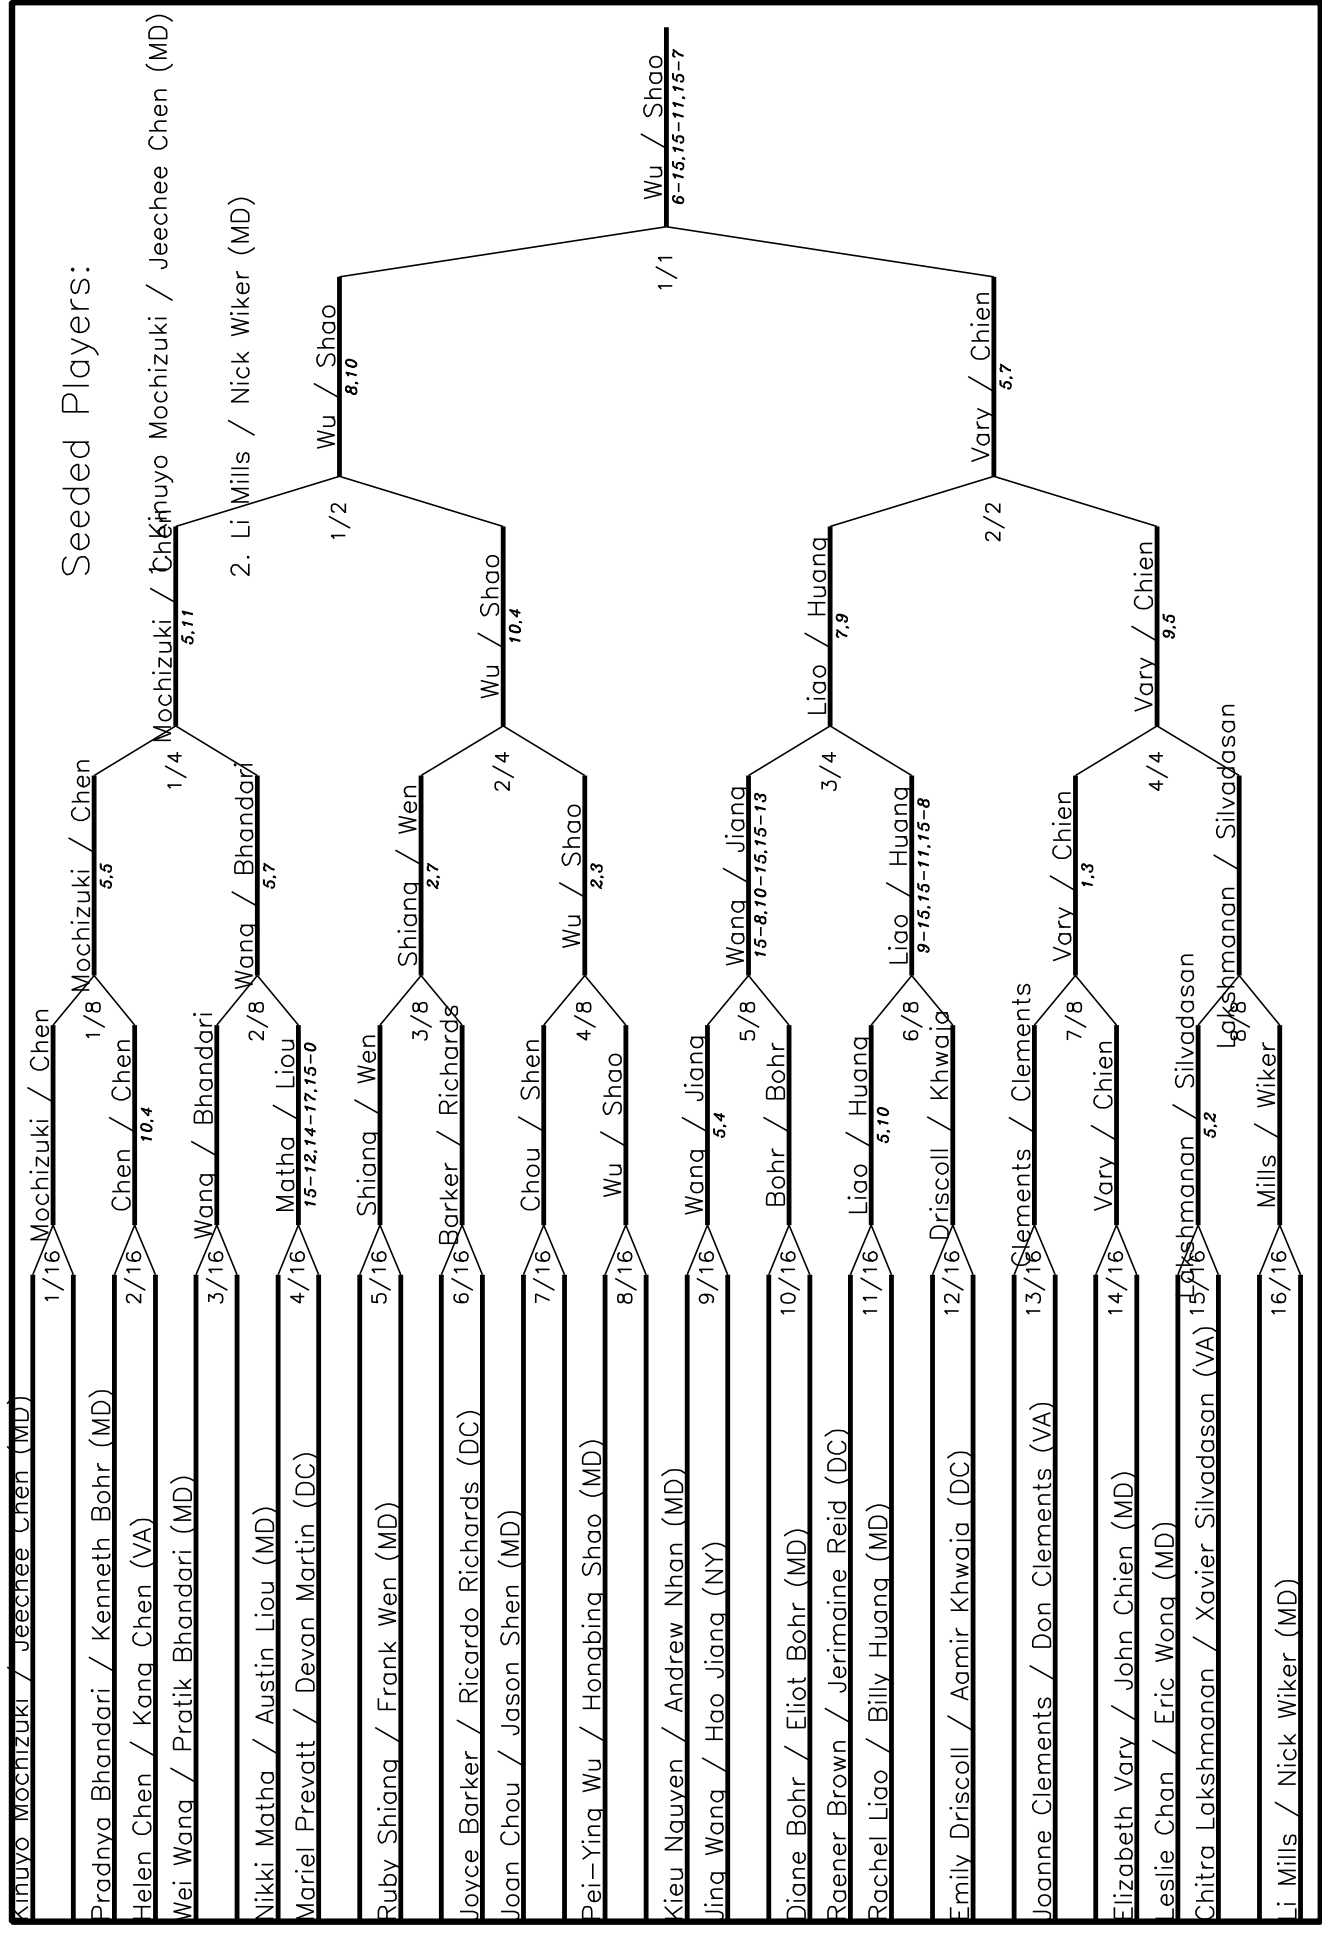 Seeded Players:
1. Kinuyo Mochizuki / Jeechee Chen (MD)
2. Li Mills / Nick Wiker (MD)
Kinuyo Mochizuki / Jeechee Chen (MD)
Pradnya Bhandari / Kenneth Bohr (MD)
Helen Chen / Kang Chen (VA)
Wei Wang / Pratik Bhandari (MD)
Nikki Matha / Austin Liou (MD)
Mariel Prevatt / Devan Martin (DC)
Ruby Shiang / Frank Wen (MD)
Joyce Barker / Ricardo Richards (DC)
Joan Chou / Jason Shen (MD)
Pei-Ying Wu / Hongbing Shao (MD)
Kieu Nguyen / Andrew Nhan (MD)
Jing Wang / Hao Jiang (NY)
Diane Bohr / Eliot Bohr (MD)
Raener Brown / Jerimaine Reid (DC)
Rachel Liao / Billy Huang (MD)
Emily Driscoll / Aamir Khwaja (DC)
Joanne Clements / Don Clements (VA)
Elizabeth Vary / John Chien (MD)
Leslie Chan / Eric Wong (MD)
Chitra Lakshmanan / Xavier Silvadasan (VA)
Li Mills / Nick Wiker (MD)
1/16
Mochizuki / Chen
2/16
Chen / Chen
10,4
3/16
Wang / Bhandari
4/16
Matha / Liou
15-12,14-17,15-0
5/16
Shiang / Wen
6/16
Barker / Richards
7/16
Chou / Shen
8/16
Wu / Shao
9/16
Wang / Jiang
5,4
10/16
Bohr / Bohr
11/16
Liao / Huang
5,10
12/16
Driscoll / Khwaja
13/16
Clements / Clements
14/16
Vary / Chien
15/16
Lakshmanan / Silvadasan
5,2
16/16
Mills / Wiker
1/8
Mochizuki / Chen
5,5
2/8
Wang / Bhandari
5,7
3/8
Shiang / Wen
2,7
4/8
Wu / Shao
2,3
5/8
Wang / Jiang
15-8,10-15,15-13
6/8
Liao / Huang
9-15,15-11,15-8
7/8
Vary / Chien
1,3
8/8
Lakshmanan / Silvadasan
1/4
Mochizuki / Chen
5,11
2/4
Wu / Shao
10,4
3/4
Liao / Huang
7,9
4/4
Vary / Chien
9,5
1/2
Wu / Shao
8,10
2/2
Vary / Chien
5,7
1/1
Wu / Shao
6-15,15-11,15-7